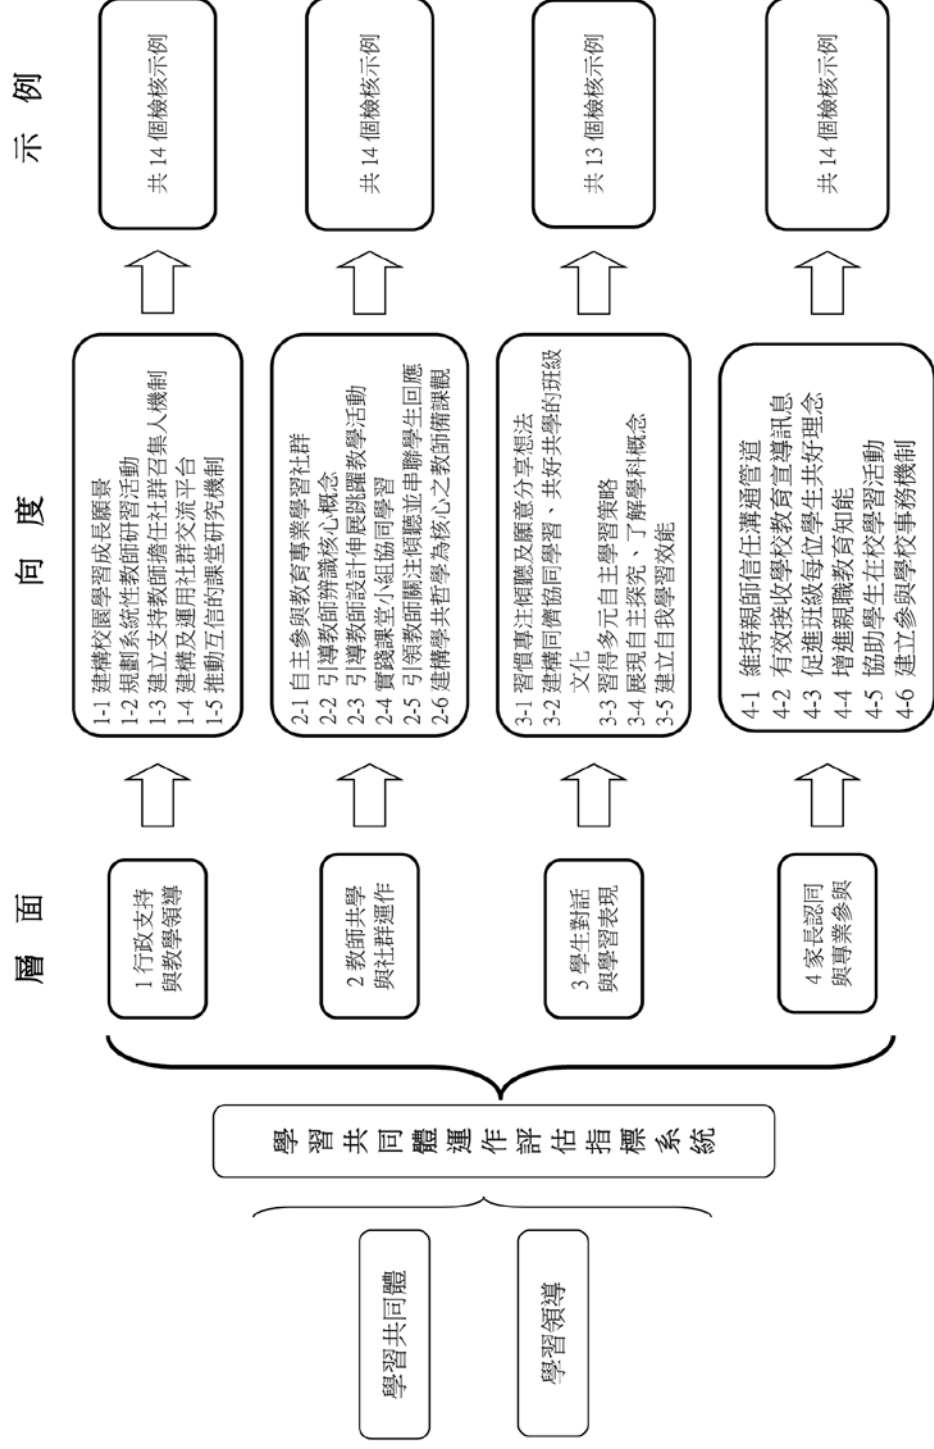 層 面
向 度
示 例
學習共同體
學習領導
學習共同體運作評估指標系統
1 行政支持
與教學領導
1-1 建構校園學習成長願景
1-2 規劃系統性教師研習活動
1-3 建立支持教師擔任社群召集人機制
1-4 建構及運用社群交流平台
1-5 推動互信的課堂研究機制
共 14 個檢核示例
2 教師共學
與社群運作
2-1 自主參與教育專業學習社群
2-2 引導教師辨識核心概念
2-3 引導教師設計伸展跳躍教學活動
2-4 實踐課堂小組協同學習
2-5 引領教師關注傾聽並串聯學生回應
2-6 建構學共哲學為核心之教師備課觀
共 14 個檢核示例
3 學生對話
與學習表現
3-1 習慣專注傾聽及願意分享想法
3-2 建構同儕協同學習、共好共學的班級
文化
3-3 習得多元自主學習策略
3-4 展現自主探究、了解學科概念
3-5 建立自我學習效能
共 13 個檢核示例
4 家長認同
與專業參與
4-1 維持親師信任溝通管道
4-2 有效接收學校教育宣導訊息
4-3 促進班級每位學生共好理念
4-4 增進親職教育知能
4-5 協助學生在校學習活動
4-6 建立參與學校事務機制
共 14 個檢核示例